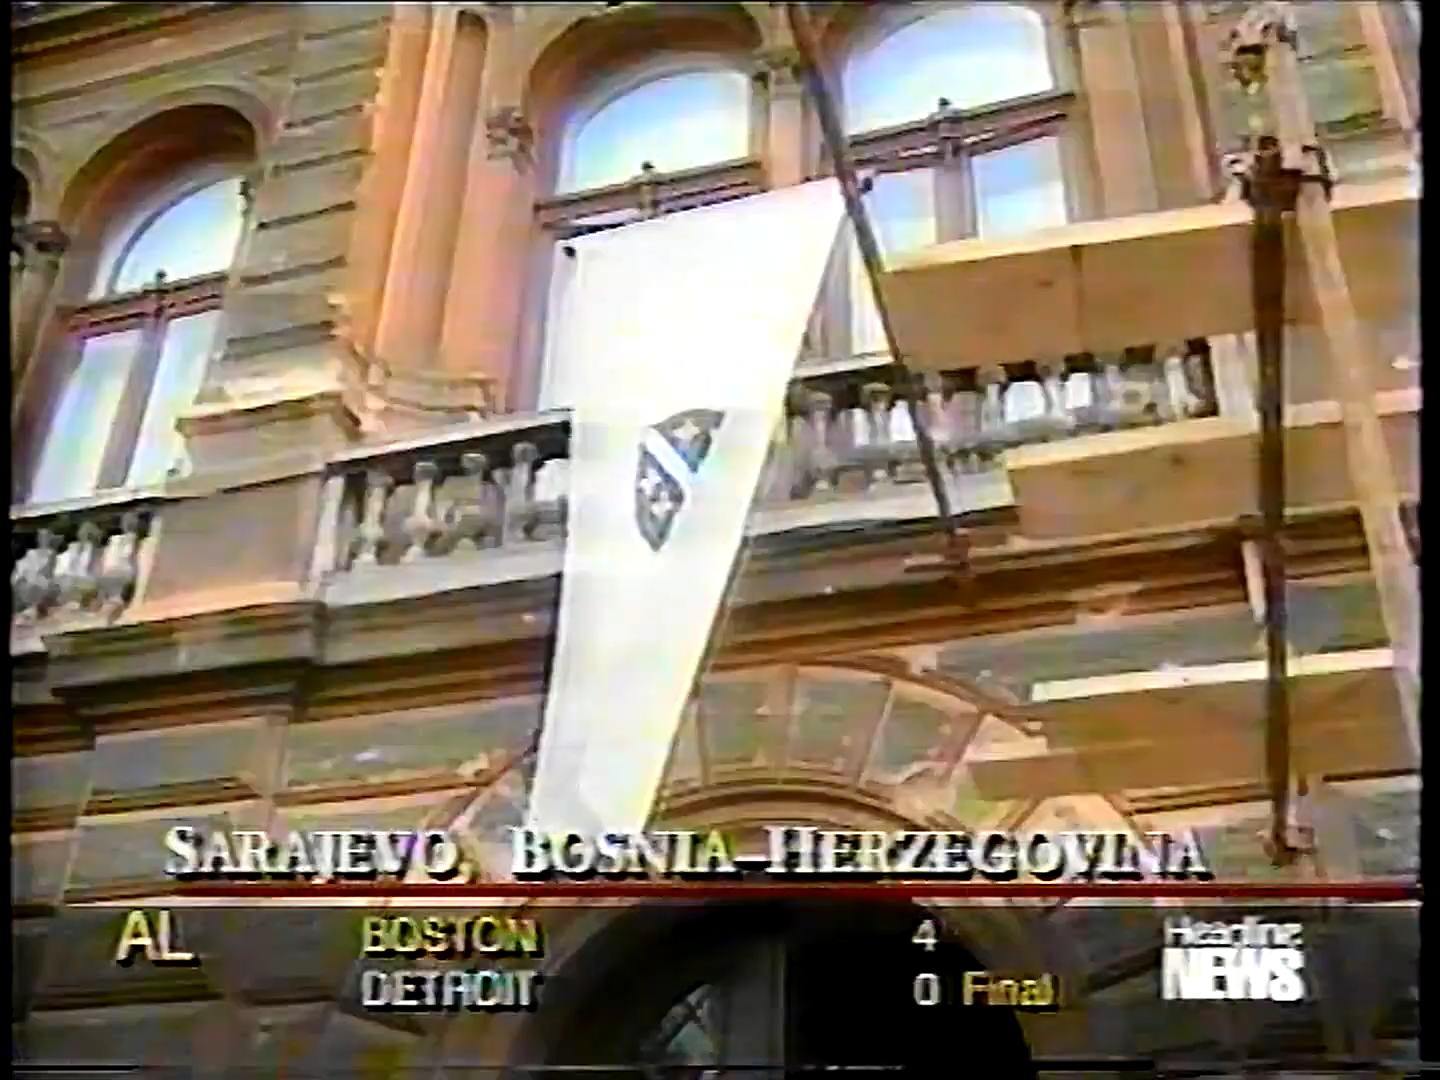 SARAJEVO, BOSNIA-HERZEGOVINA
AL BOSTON 4
DETROIT 0 Final
Headline
NEWS